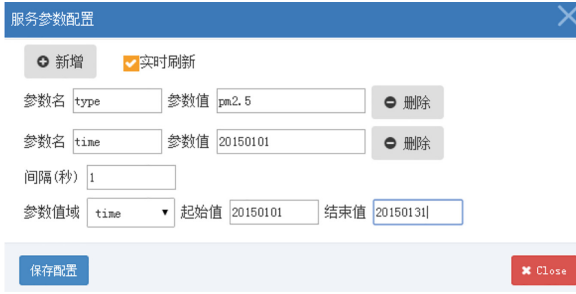 服务参数配置
新增 实时刷新
参数名 type 参数值 pm2.5 删除
参数名 time 参数值 20150101 删除
间隔(秒) 1
参数值域 time 起始值 20150101 结束值 20150131
保存配置 Close